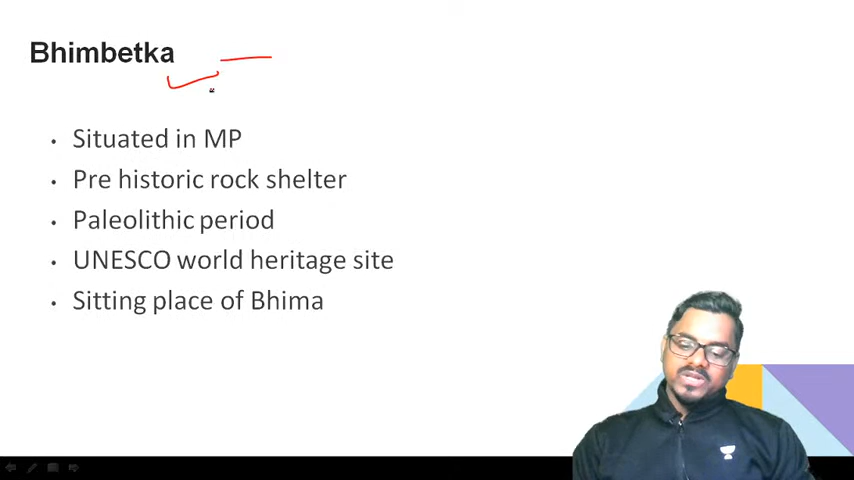 Bhimbetka
• Situated in MP
• Pre historic rock shelter
• Paleolithic period
• UNESCO world heritage site
• Sitting place of Bhima